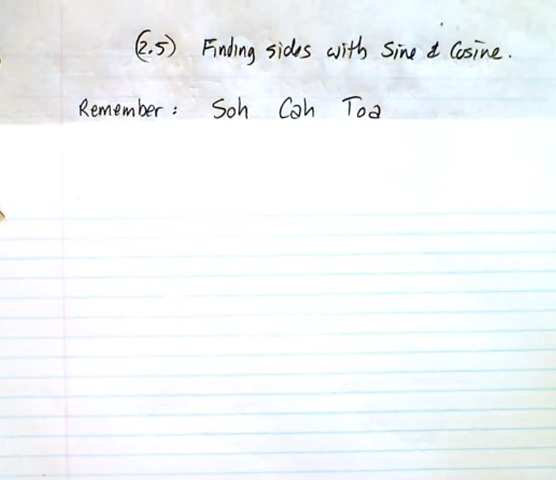 (2.5) Finding sides with Sine & Cosine.
Remember: Soh Cah Toa